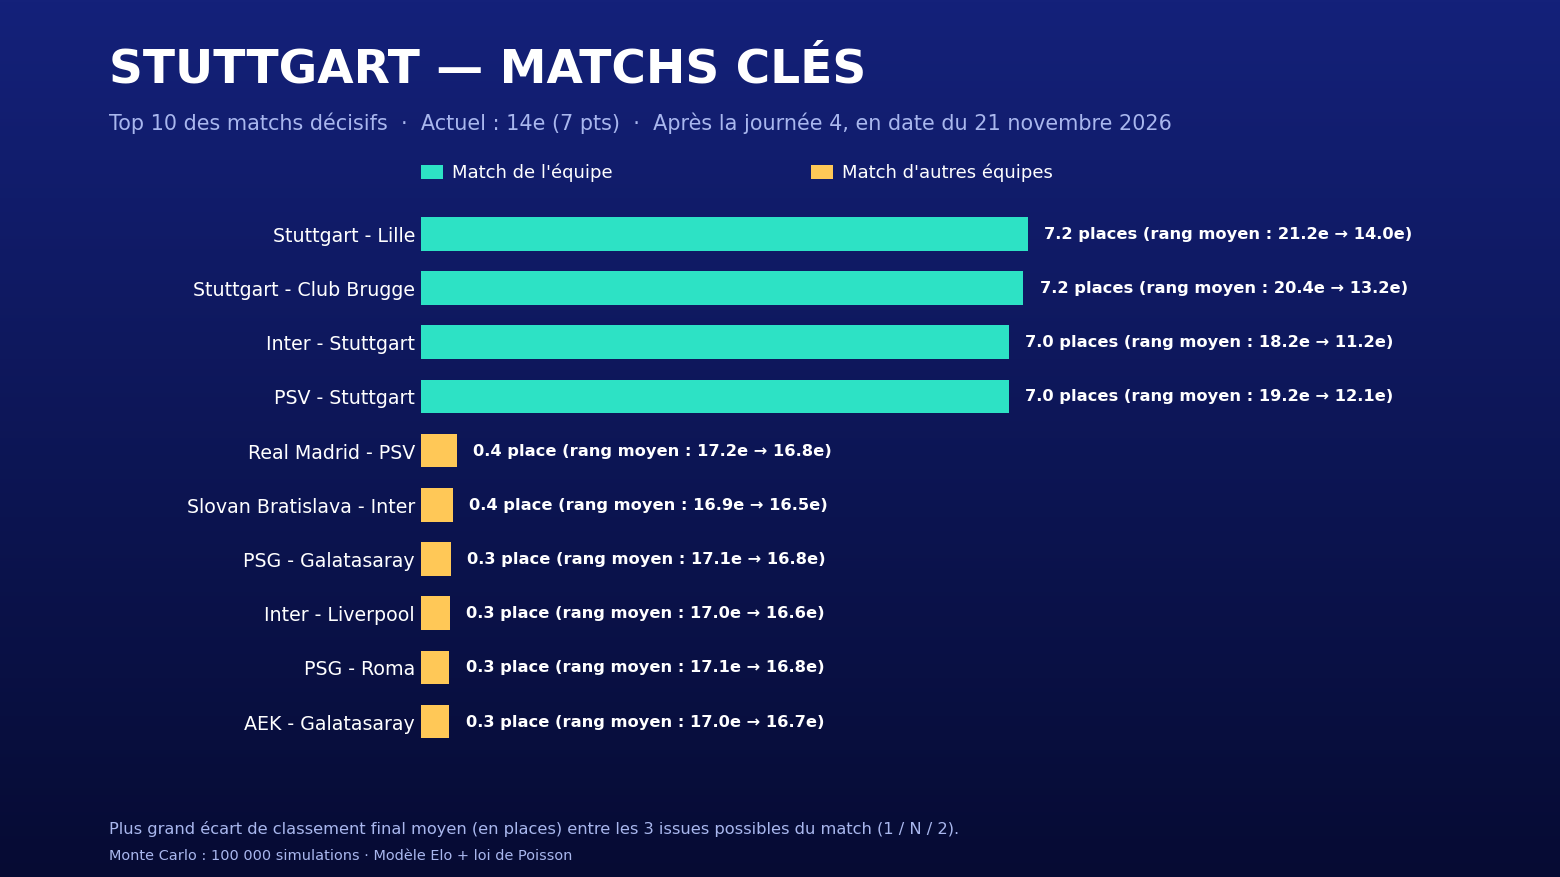 STUTTGART — MATCHS CLÉS
Top 10 des matchs décisifs · Actuel : 14e (7 pts) · Après la journée 4, en date du 21 novembre 2026
Match de l'équipe Match d'autres équipes
Stuttgart - Lille 7.2 places (rang moyen : 21.2e → 14.0e)
Stuttgart - Club Brugge 7.2 places (rang moyen : 20.4e → 13.2e)
Inter - Stuttgart 7.0 places (rang moyen : 18.2e → 11.2e)
PSV - Stuttgart 7.0 places (rang moyen : 19.2e → 12.1e)
Real Madrid - PSV 0.4 place (rang moyen : 17.2e → 16.8e)
Slovan Bratislava - Inter 0.4 place (rang moyen : 16.9e → 16.5e)
PSG - Galatasaray 0.3 place (rang moyen : 17.1e → 16.8e)
Inter - Liverpool 0.3 place (rang moyen : 17.0e → 16.6e)
PSG - Roma 0.3 place (rang moyen : 17.1e → 16.8e)
AEK - Galatasaray 0.3 place (rang moyen : 17.0e → 16.7e)
Plus grand écart de classement final moyen (en places) entre les 3 issues possibles du match (1 / N / 2).
Monte Carlo : 100 000 simulations · Modèle Elo + loi de Poisson